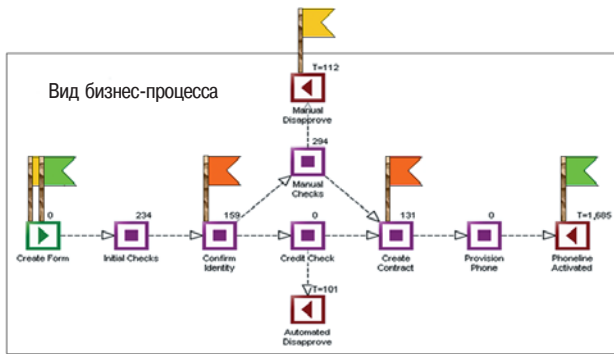 T=112
Вид бизнес-процесса
Manual
Disapprove
294
Manual
Checks
0
234
159
0
131
0
T=1,685
Create Form
Initial Checks
Confirm
Identity
Credit Check
Create
Contract
Provision
Phone
Phoneline
Activated
T=101
Automated
Disapprove